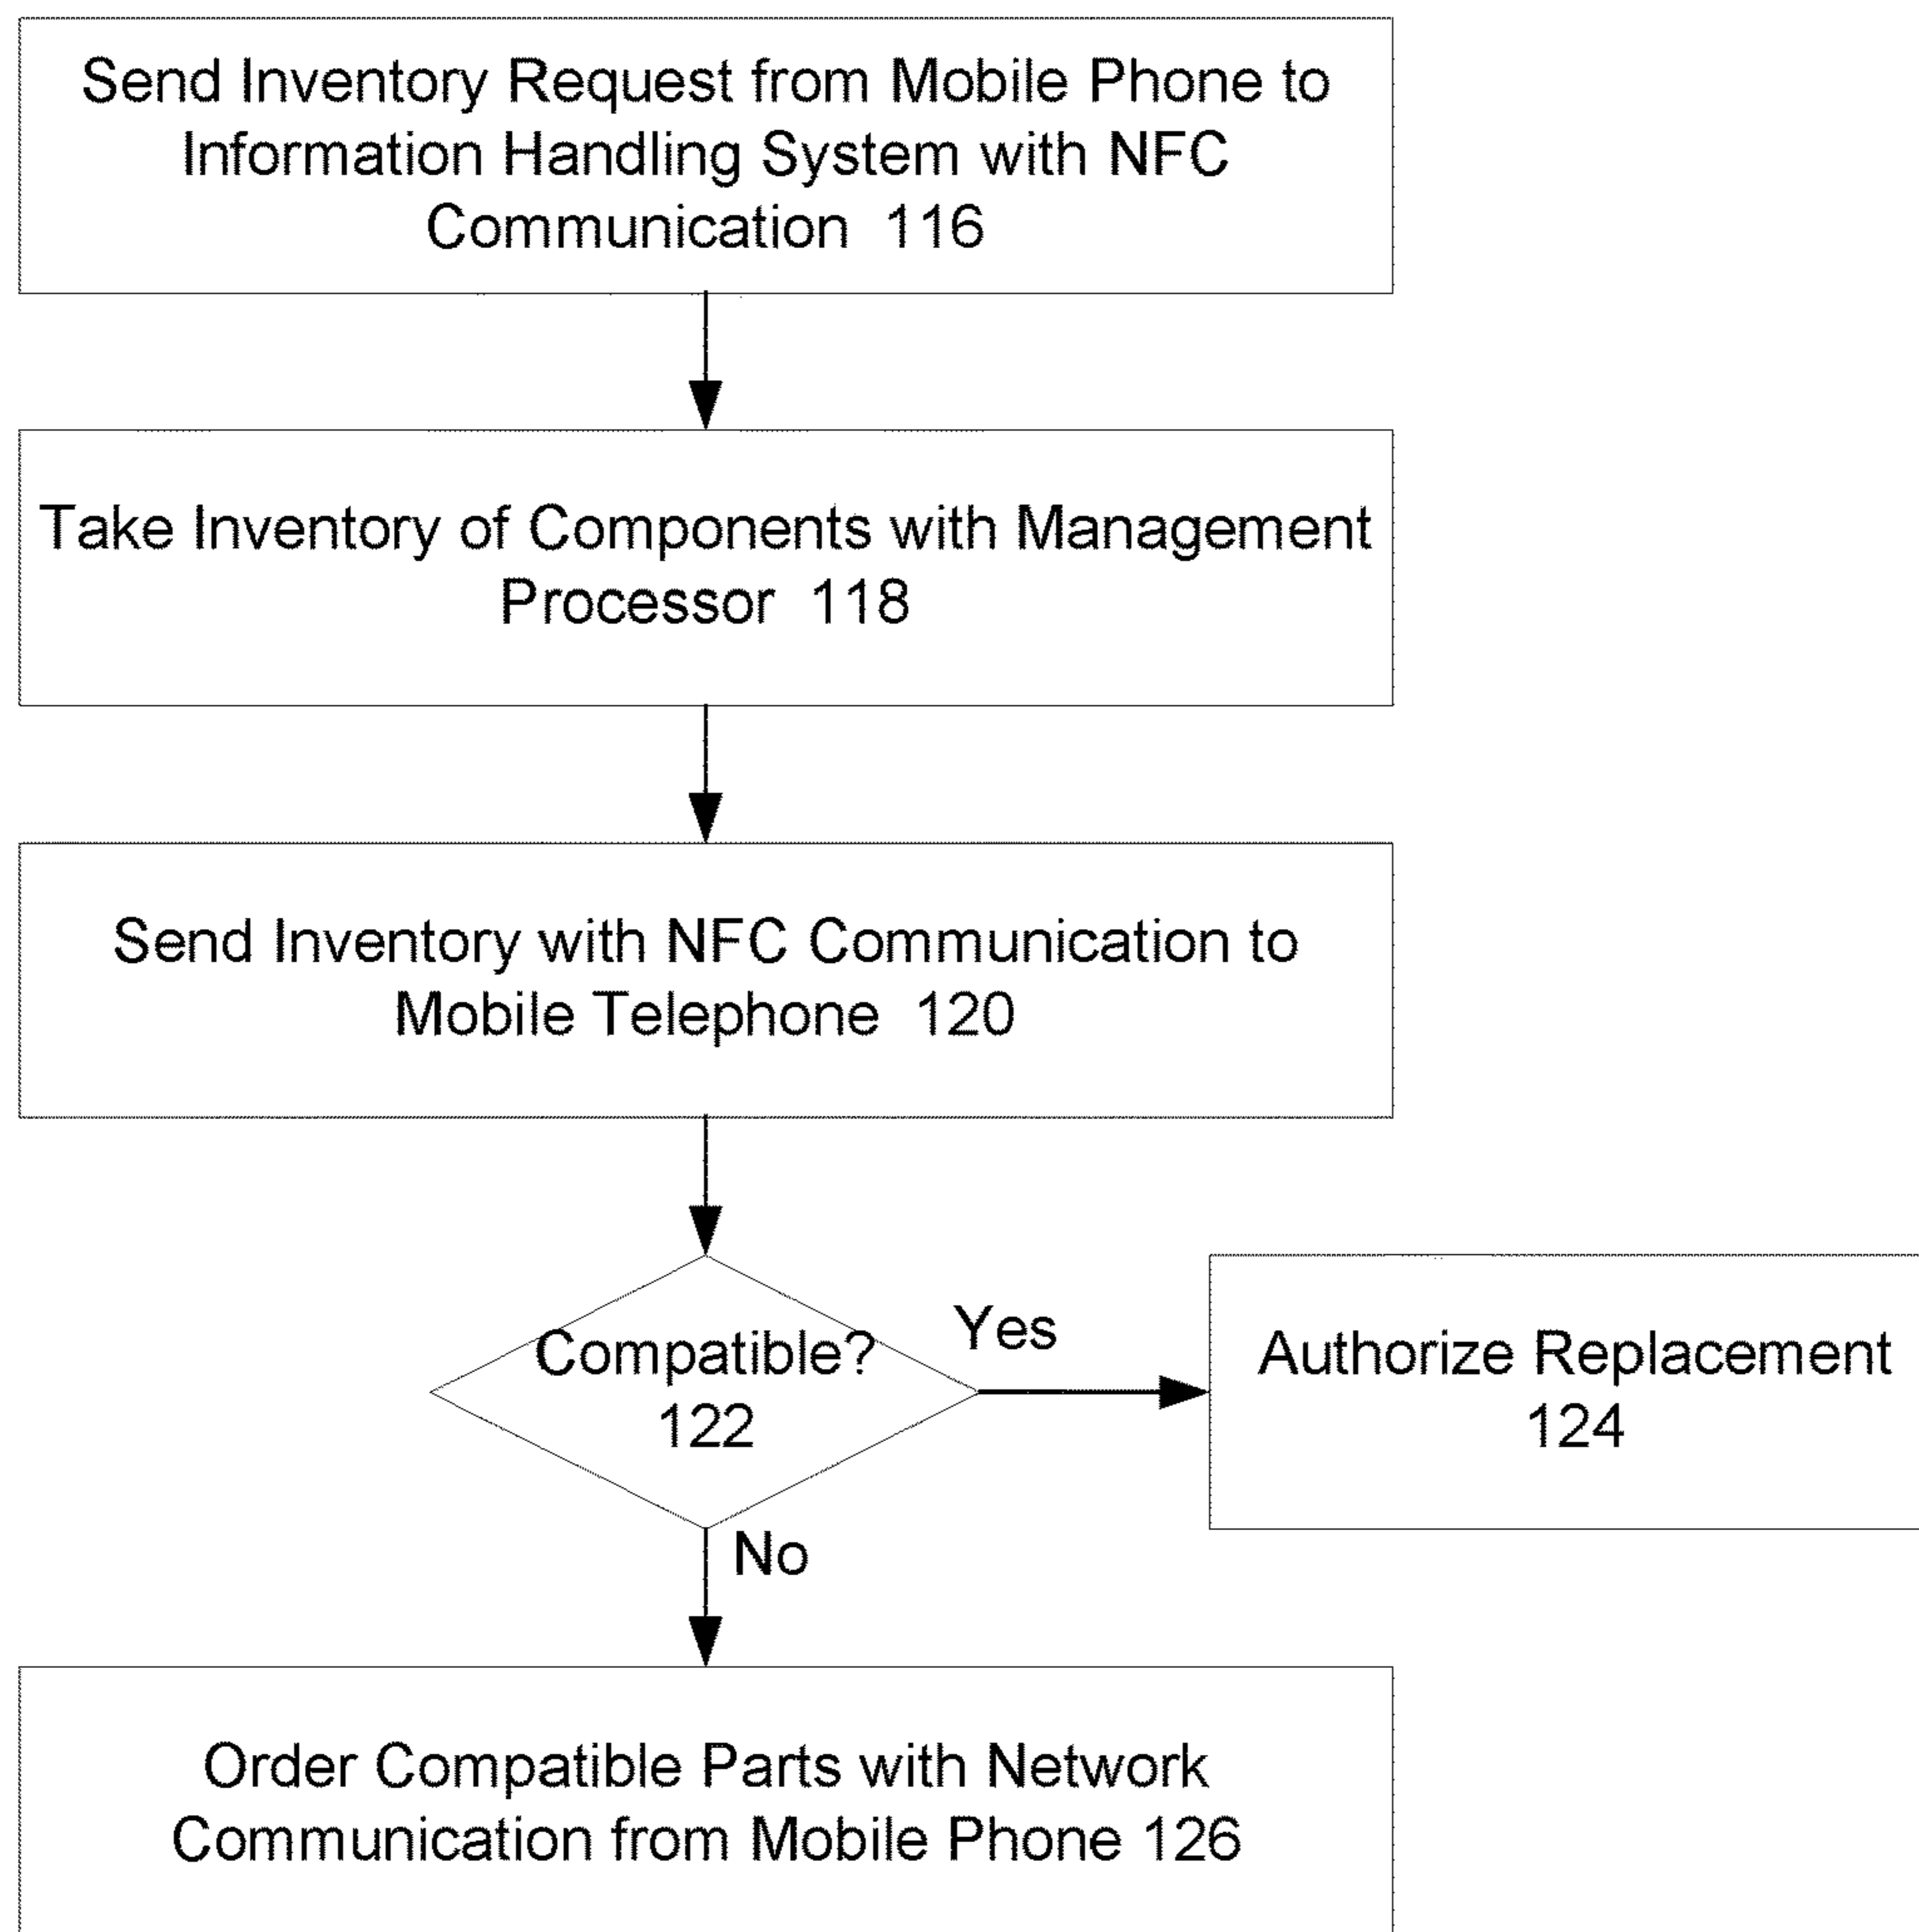 Send Inventory Request from Mobile Phone to
Information Handling System with NFC
Communication 116
Take Inventory of Components with Management
Processor 118
Send Inventory with NFC Communication to
Mobile Telephone 120
Compatible?
122
Yes
Authorize Replacement
124
No
Order Compatible Parts with Network
Communication from Mobile Phone 126